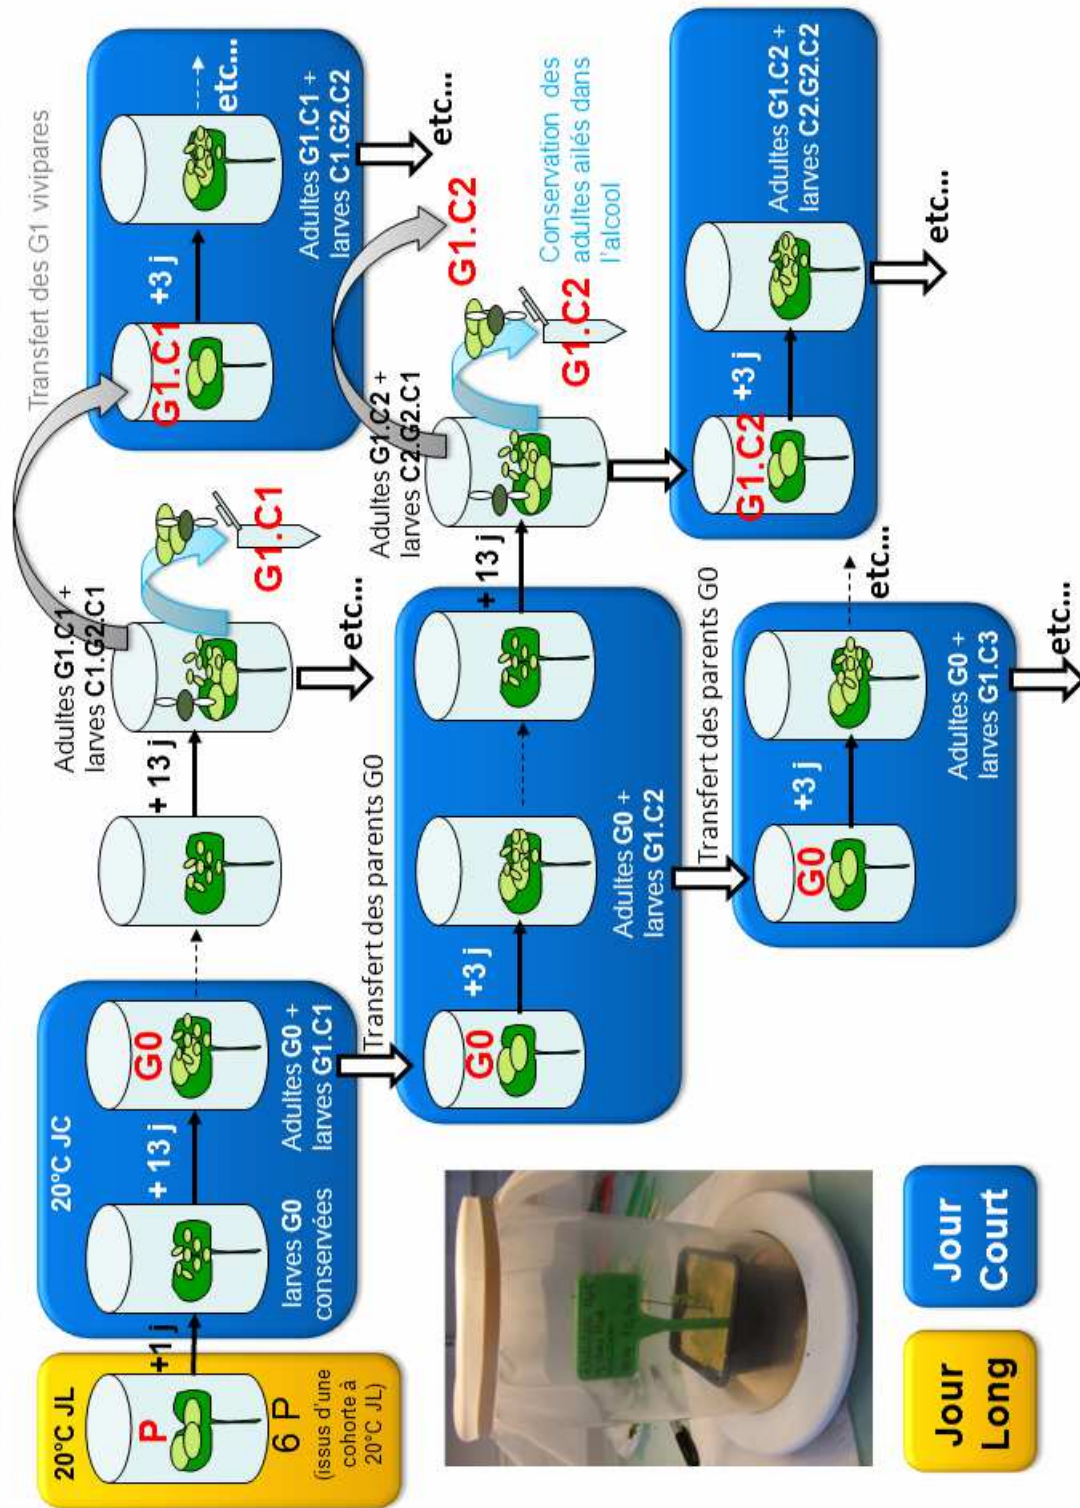 20°C JL
P
6 P
(issus d'une
cohorte à
20°C JL)
+1 j
20°C JC
larves G0
conservées
+ 13 j
G0
Adultes G0 +
larves G1.C1
+ 13 j
Adultes G1.C1 +
larves C1.G2.C1
G1.C1
etc...
Transfert des G1 vivipares
G1.C1
+3 j
etc...
Adultes G1.C1 +
larves C1.G2.C2
etc...
Transfert des parents G0
G0
+3 j
Adultes G0 +
larves G1.C2
+ 13 j
Adultes G1.C2 +
larves C2.G2.C1
G1.C2
G1.C2
Conservation des
adultes ailés dans
l'alcool
G1.C2
+3 j
Adultes G1.C2 +
larves C2.G2.C2
etc...
Transfert des parents G0
G0
+3 j
etc...
Adultes G0 +
larves G1.C3
etc...
Jour
Long
Jour
Court